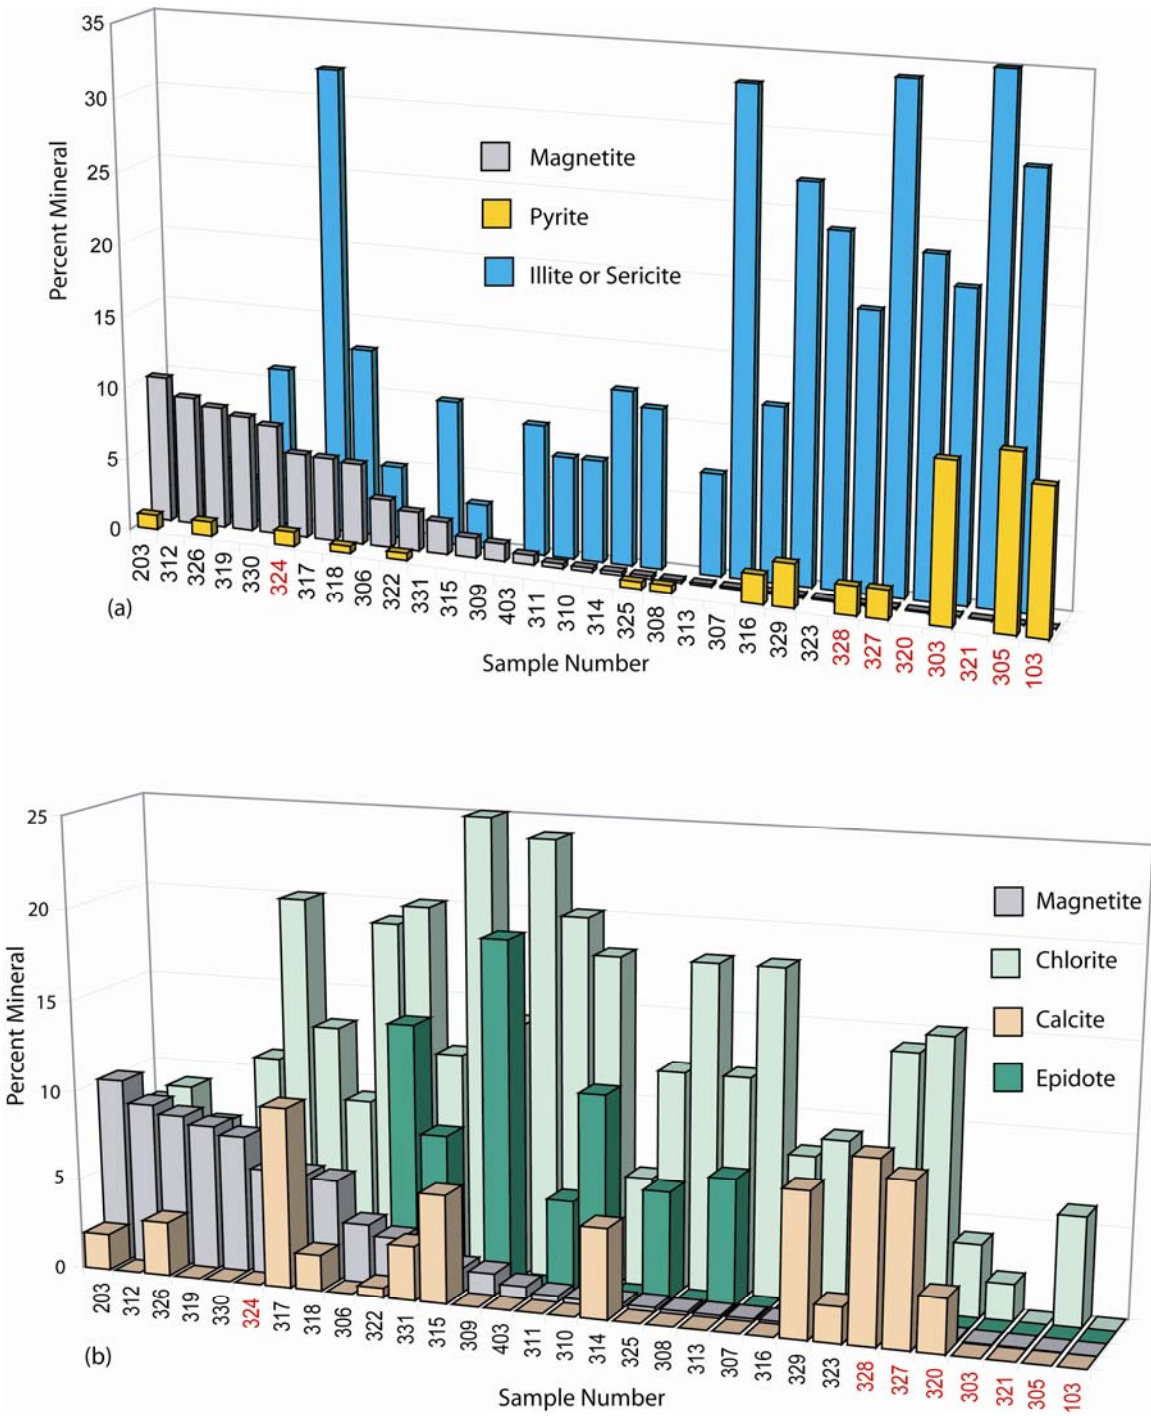 35
30
25
20
15
10
5
0
Percent Mineral
Magnetite
Pyrite
Illite or Sericite
203 312 326 319 330 324 317 318 306 322 331 315 309 403 311 310 314 325 308 313 307 316 329 323 328 327 320 303 321 305 103
(a)
Sample Number
25
20
15
10
5
0
Percent Mineral
Magnetite
Chlorite
Calcite
Epidote
203 312 326 319 330 324 317 318 306 322 331 315 309 403 311 310 314 325 308 313 307 316 329 323 328 327 320 303 321 305 103
(b)
Sample Number